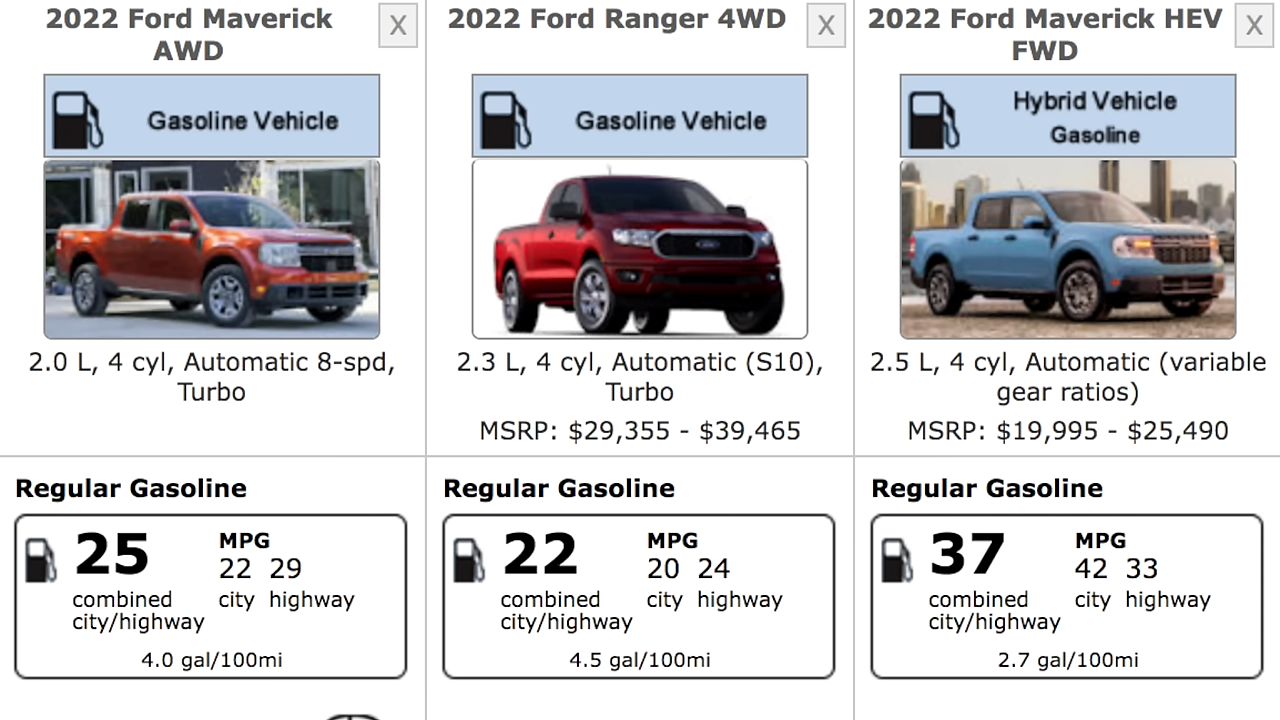 2022 Ford Maverick
AWD
X
Gasoline Vehicle
2.0 L, 4 cyl, Automatic 8-spd,
Turbo
2022 Ford Ranger 4WD
X
Gasoline Vehicle
2.3 L, 4 cyl, Automatic (S10),
Turbo
MSRP: $29,355 - $39,465
2022 Ford Maverick HEV
FWD
X
Hybrid Vehicle
Gasoline
2.5 L, 4 cyl, Automatic (variable
gear ratios)
MSRP: $19,995 - $25,490
Regular Gasoline
25
combined
city/highway
MPG
22 29
city highway
4.0 gal/100mi
Regular Gasoline
22
combined
city/highway
MPG
20 24
city highway
4.5 gal/100mi
Regular Gasoline
37
combined
city/highway
MPG
42 33
city highway
2.7 gal/100mi